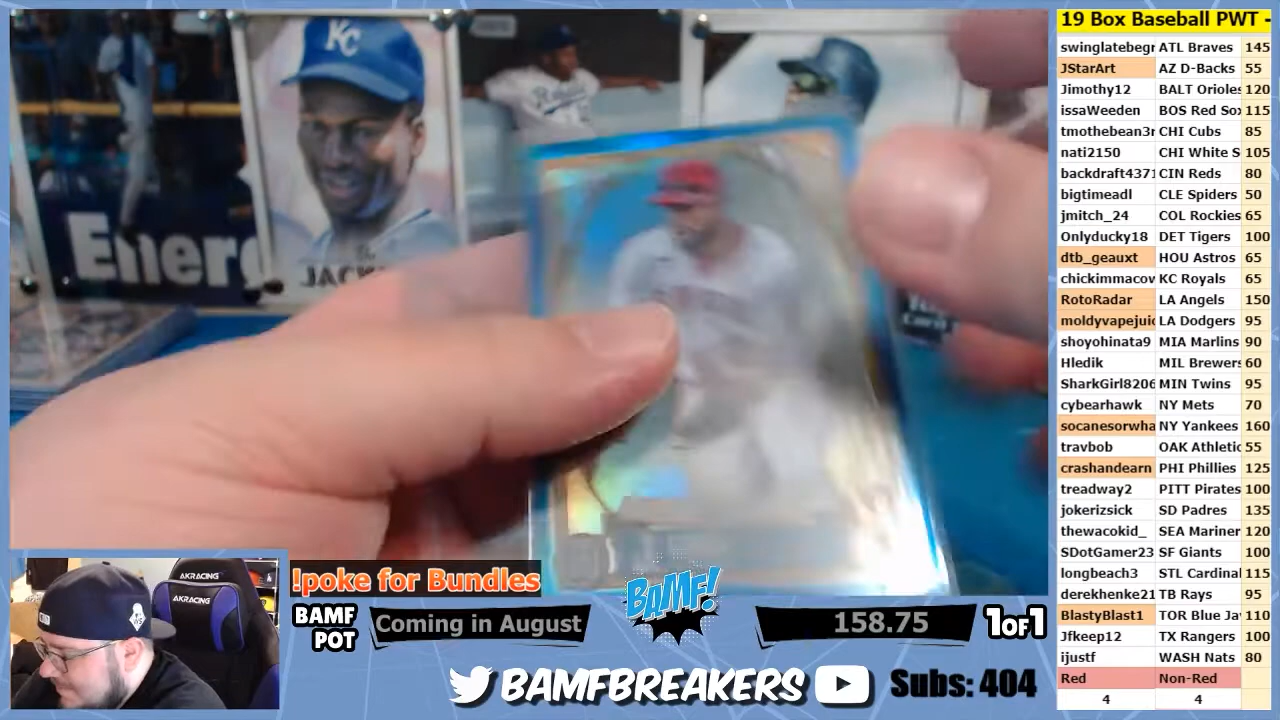 19 Box Baseball PWT -
swinglatebegr ATL Braves 145
JStarArt AZ D-Backs 55
Jimothy12 BALT Orioles 120
issaWeeden BOS Red Sox 115
tmothebean3r CHI Cubs 85
nati2150 CHI White S 105
backdraft4371 CIN Reds 80
bigtimeadl CLE Spiders 50
jmitch_24 COL Rockies 65
Onlyducky18 DET Tigers 100
dtb_geauxt HOU Astros 65
chickimmacov KC Royals 65
RotoRadar LA Angels 150
moldyvapejuic LA Dodgers 95
shoyohinata9 MIA Marlins 90
Hledik MIL Brewers 60
SharkGirl8206 MIN Twins 95
cybearhawk NY Mets 70
socanesorwha NY Yankees 160
travbob OAK Athletic 55
crashandearn PHI Phillies 125
treadway2 PITT Pirates 100
jokerizsick SD Padres 135
thewacokid_ SEA Mariner 120
SDotGamer23 SF Giants 100
longbeach3 STL Cardinal 115
derekhenke21 TB Rays 95
BlastyBlast1 TOR Blue Ja 110
Jfkeep12 TX Rangers 100
ijustf WASH Nats 80
Red Non-Red
4 4
KC
Energ
JACK
AKRACING
AKRACING
!poke for Bundles
BAMF POT
Coming in August
BAMF!
158.75
1OF1
BAMFBREAKERS
Subs: 404